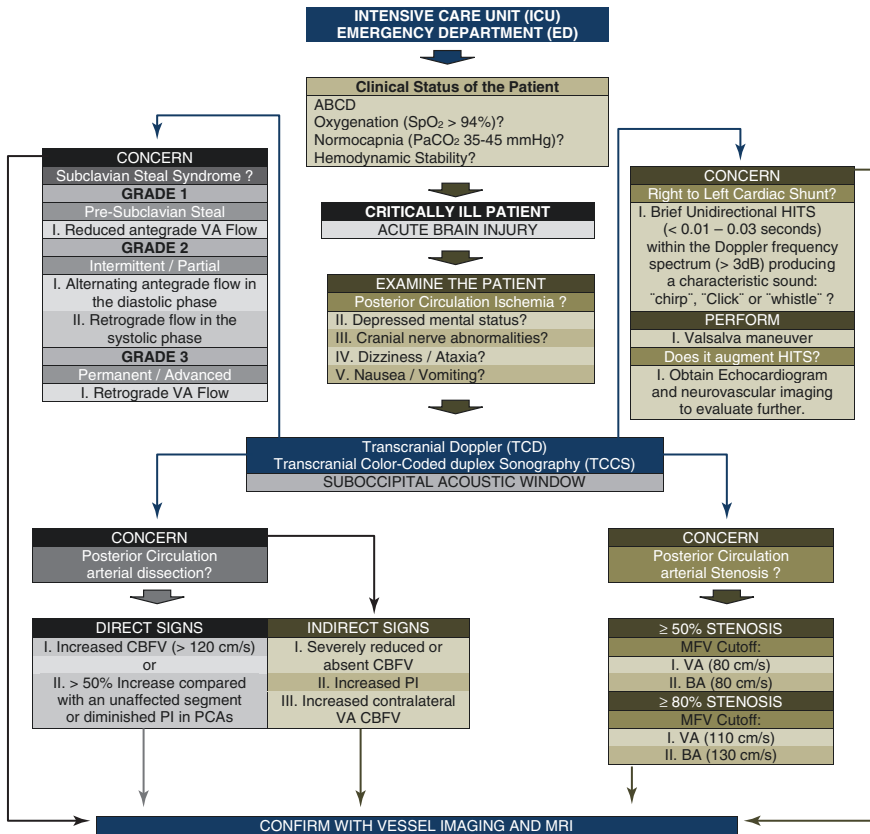 INTENSIVE CARE UNIT (ICU)
EMERGENCY DEPARTMENT (ED)
Clinical Status of the Patient
ABCD
Oxygenation (SpO₂ > 94%)?
Normocapnia (PaCO₂ 35-45 mmHg)?
Hemodynamic Stability?
CRITICALLY ILL PATIENT
ACUTE BRAIN INJURY
EXAMINE THE PATIENT
Posterior Circulation Ischemia ?
II. Depressed mental status?
III. Cranial nerve abnormalities?
IV. Dizziness / Ataxia?
V. Nausea / Vomiting?
CONCERN
Subclavian Steal Syndrome ?
GRADE 1
Pre-Subclavian Steal
I. Reduced antegrade VA Flow
GRADE 2
Intermittent / Partial
I. Alternating antegrade flow in
the diastolic phase
II. Retrograde flow in the
systolic phase
GRADE 3
Permanent / Advanced
I. Retrograde VA Flow
CONCERN
Right to Left Cardiac Shunt?
I. Brief Unidirectional HITS
(< 0.01 – 0.03 seconds)
within the Doppler frequency
spectrum (> 3dB) producing
a characteristic sound:
¨chirp¨, ¨Click¨ or ¨whistle¨ ?
PERFORM
I. Valsalva maneuver
Does it augment HITS?
I. Obtain Echocardiogram
and neurovascular imaging
to evaluate further.
Transcranial Doppler (TCD)
Transcranial Color-Coded duplex Sonography (TCCS)
SUBOCCIPITAL ACOUSTIC WINDOW
CONCERN
Posterior Circulation
arterial dissection?
DIRECT SIGNS
I. Increased CBFV (> 120 cm/s)
or
II. > 50% Increase compared
with an unaffected segment
or diminished PI in PCAs
INDIRECT SIGNS
I. Severely reduced or
absent CBFV
II. Increased PI
III. Increased contralateral
VA CBFV
CONCERN
Posterior Circulation
arterial Stenosis ?
≥ 50% STENOSIS
MFV Cutoff:
I. VA (80 cm/s)
II. BA (80 cm/s)
≥ 80% STENOSIS
MFV Cutoff:
I. VA (110 cm/s)
II. BA (130 cm/s)
CONFIRM WITH VESSEL IMAGING AND MRI